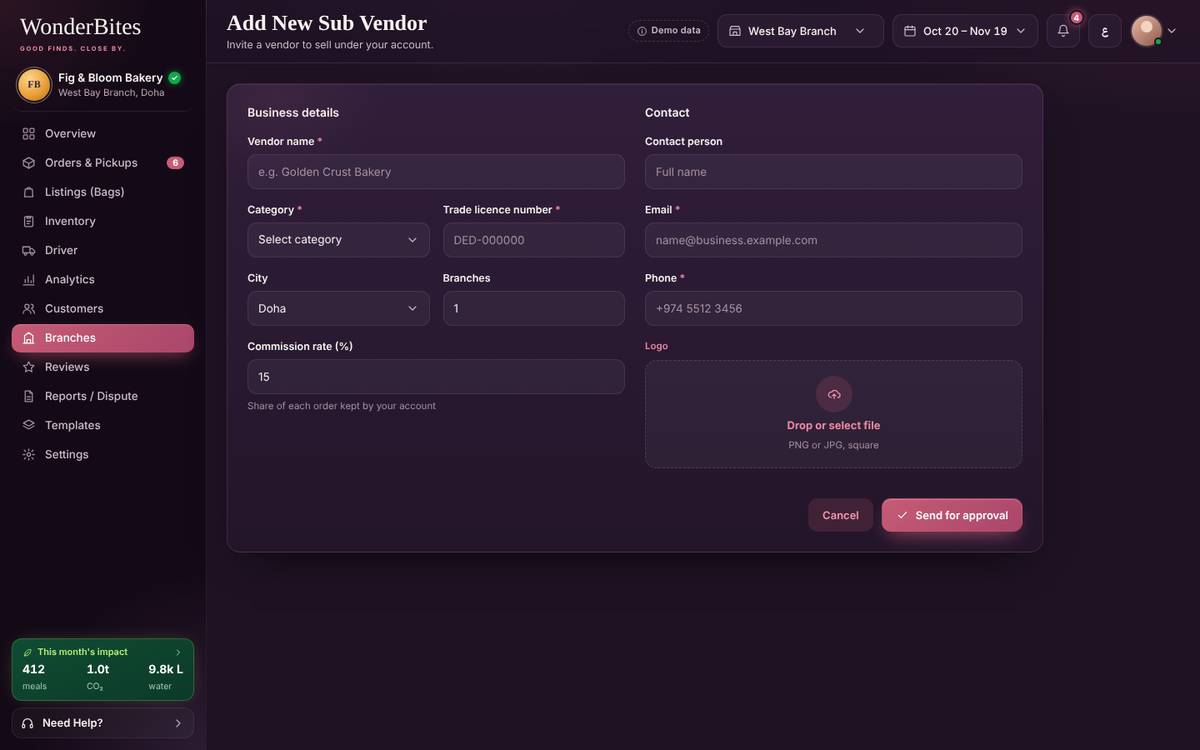 WonderBites
GOOD FINDS. CLOSE BY.
FB
Fig & Bloom Bakery
West Bay Branch, Doha
Overview
Orders & Pickups 6
Listings (Bags)
Inventory
Driver
Analytics
Customers
Branches
Reviews
Reports / Dispute
Templates
Settings
This month's impact
412 1.0t 9.8k L
meals CO₂ water
Need Help?
Add New Sub Vendor
Invite a vendor to sell under your account.
Demo data
West Bay Branch
Oct 20 – Nov 19
4
ع
Business details
Vendor name *
e.g. Golden Crust Bakery
Category * Trade licence number *
Select category DED-000000
City Branches
Doha 1
Commission rate (%)
15
Share of each order kept by your account
Contact
Contact person
Full name
Email *
name@business.example.com
Phone *
+974 5512 3456
Logo
Drop or select file
PNG or JPG, square
Cancel Send for approval